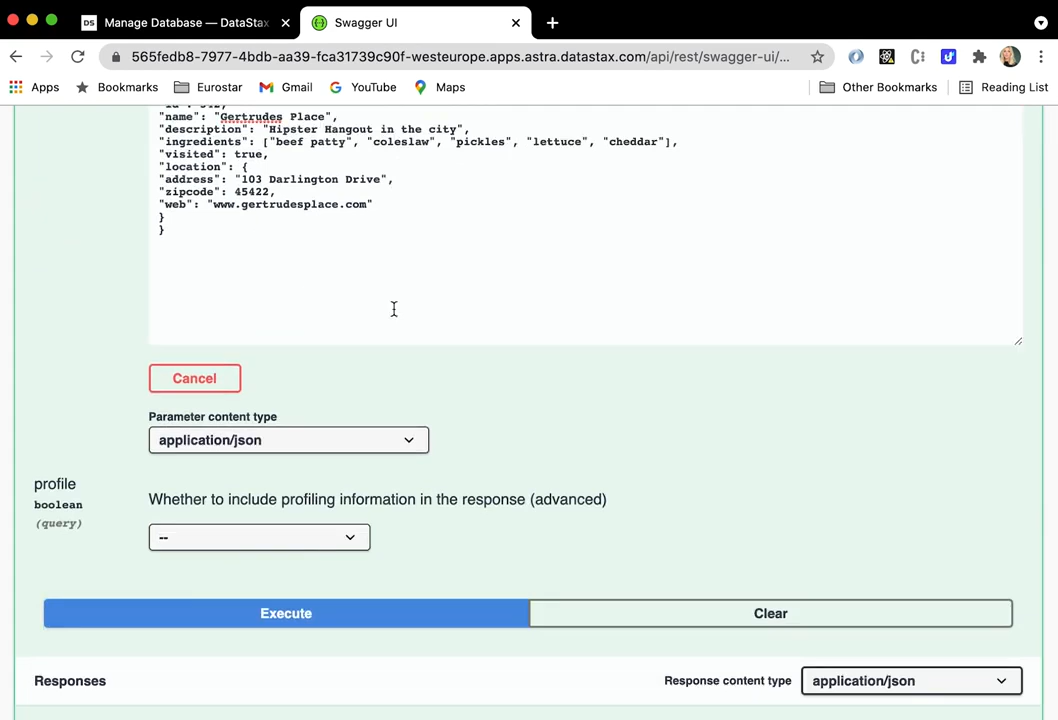 DS Manage Database — DataStax
Swagger UI
565fedb8-7977-4bdb-aa39-fca31739c90f-westeurope.apps.astra.datastax.com/api/rest/swagger-ui/...
Apps Bookmarks Eurostar Gmail YouTube Maps Other Bookmarks Reading List
"name": "Gertrudes Place",
"description": "Hipster Hangout in the city",
"ingredients": ["beef patty", "coleslaw", "pickles", "lettuce", "cheddar"],
"visited": true,
"location": {
"address": "103 Darlington Drive",
"zipcode": 45422,
"web": "www.gertrudesplace.com"
}
}
Cancel
Parameter content type
application/json
profile
boolean
(query)
Whether to include profiling information in the response (advanced)
--
Execute
Clear
Responses
Response content type
application/json